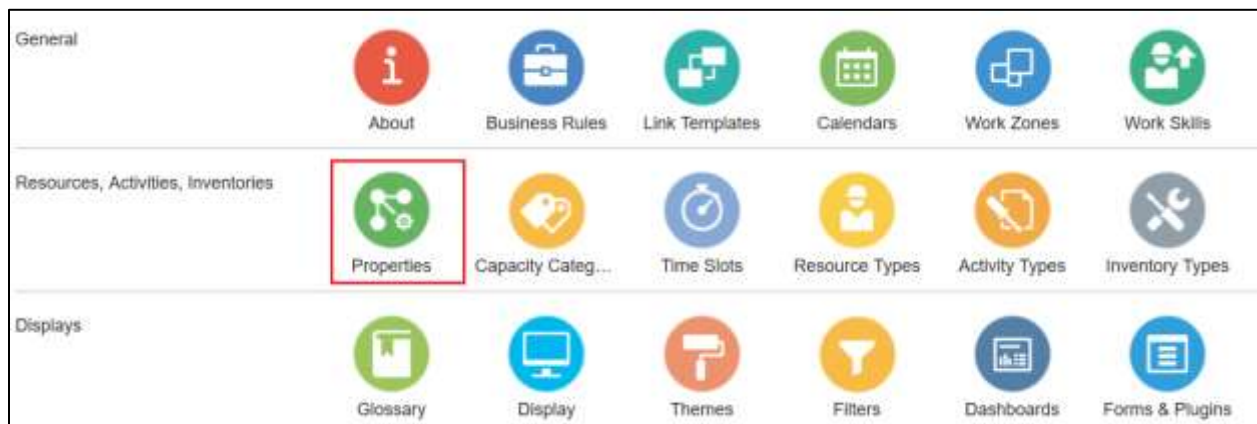 General
About
Business Rules
Link Templates
Calendars
Work Zones
Work Skills
Resources, Activities, Inventories
Properties
Capacity Categ...
Time Slots
Resource Types
Activity Types
Inventory Types
Displays
Glossary
Display
Themes
Filters
Dashboards
Forms & Plugins